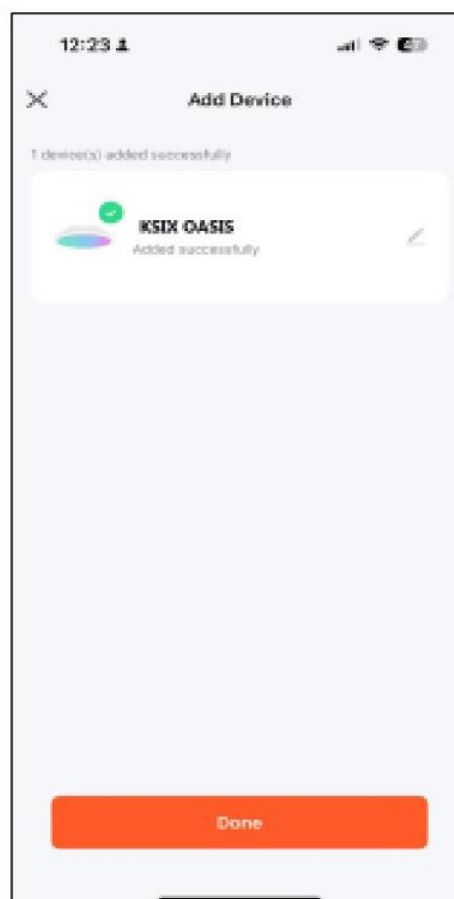 12:23
Add Device
1 device(s) added successfully
KSIX OASIS
Added successfully
Done